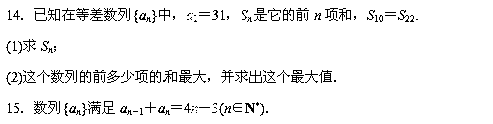 14. 已知在等差数列{aₙ}中，a₁＝31，Sₙ是它的前 n 项和，S₁₀＝S₂₂.
(1)求 Sₙ；
(2)这个数列的前多少项的和最大，并求出这个最大值.
15. 数列{aₙ}满足 aₙ₊₁＋aₙ＝4n－3(n∈N*).